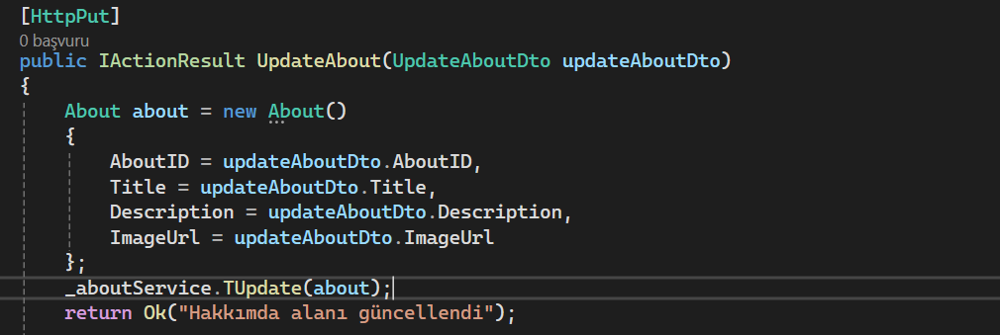 [HttpPut]
0 başvuru
public IActionResult UpdateAbout(UpdateAboutDto updateAboutDto)
{
About about = new About()
{
AboutID = updateAboutDto.AboutID,
Title = updateAboutDto.Title,
Description = updateAboutDto.Description,
ImageUrl = updateAboutDto.ImageUrl
};
_aboutService.TUpdate(about);
return Ok("Hakkımda alanı güncellendi");